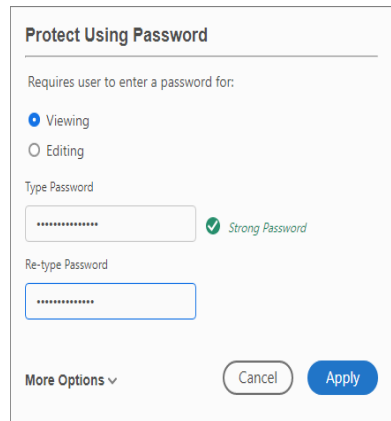 Protect Using Password
Requires user to enter a password for:
Viewing
Editing
Type Password
•••••••••••••••
Strong Password
Re-type Password
••••••••••••••
More Options
Cancel
Apply